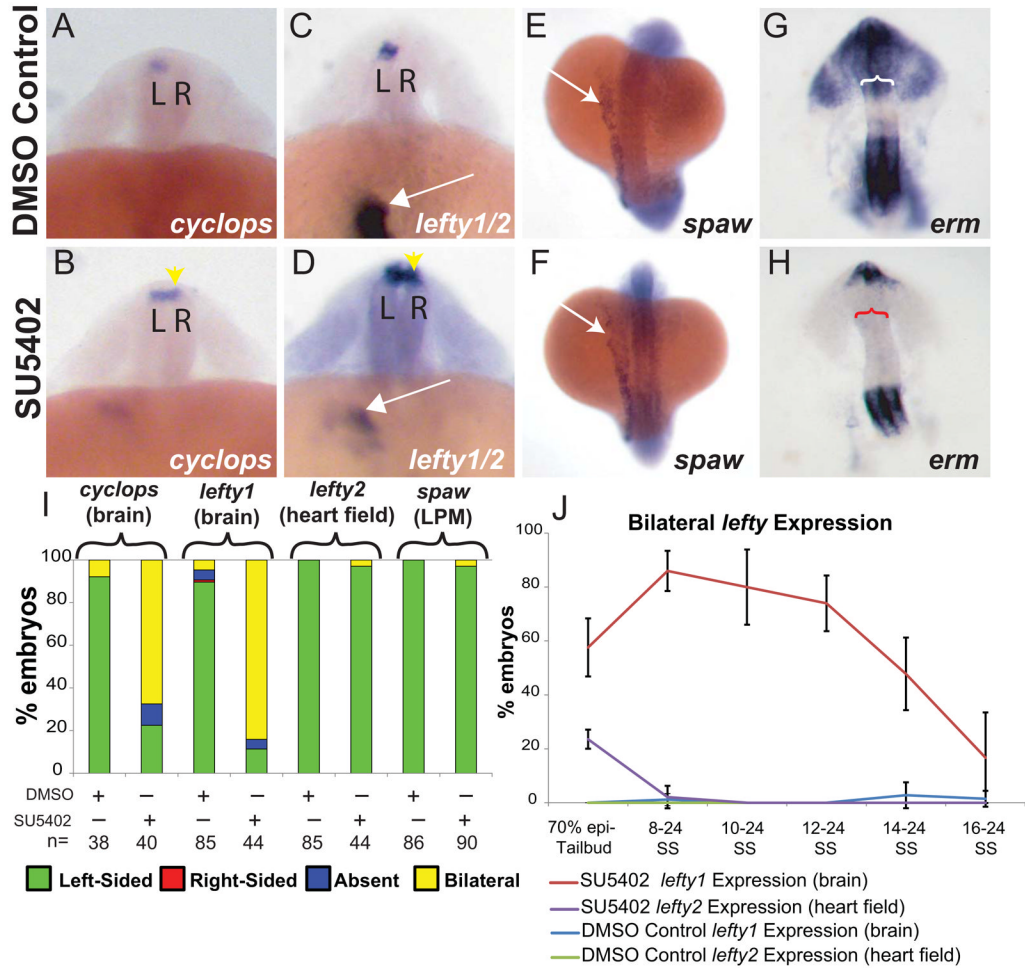 DMSO Control
SU5402
A
L R
cyclops
C
L R
lefty1/2
E
spaw
G
erm
B
L R
cyclops
D
L R
lefty1/2
F
spaw
H
erm
I
cyclops
(brain)
lefty1
(brain)
lefty2
(heart field)
spaw
(LPM)
% embryos
100
80
60
40
20
0
DMSO + − + − + − + −
SU5402 − + − + − + − +
n= 38 40 85 44 85 44 86 90
Left-Sided Right-Sided Absent Bilateral
J
Bilateral lefty Expression
% embryos
100
80
60
40
20
0
70% epi- 8-24 10-24 12-24 14-24 16-24
Tailbud SS SS SS SS SS
SU5402 lefty1 Expression (brain)
SU5402 lefty2 Expression (heart field)
DMSO Control lefty1 Expression (brain)
DMSO Control lefty2 Expression (heart field)